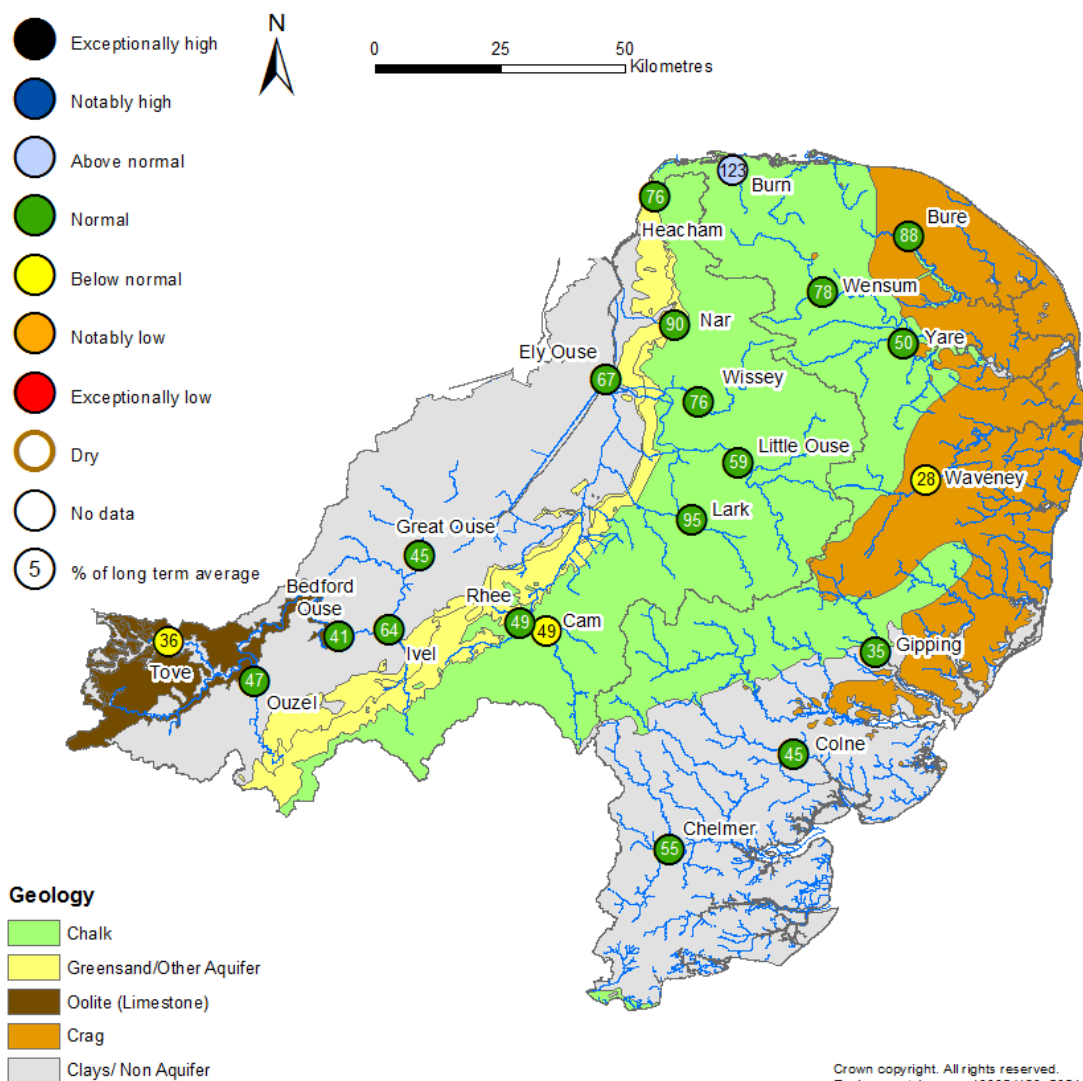 Exceptionally high
Notably high
Above normal
Normal
Below normal
Notably low
Exceptionally low
Dry
No data
5 % of long term average
N
0 25 50
Kilometres
123
Burn
76
Heacham
Bure
88
78 Wensum
90 Nar
50 Yare
Ely Ouse
67
Wissey
76
Little Ouse
59
28 Waveney
Lark
95
Great Ouse
45
Bedford
Ouse
41
64
Ivel
Rhee
49
49 Cam
36
Tove
47
Ouzel
Gipping
35
Colne
45
Chelmer
55
Geology
Chalk
Greensand/Other Aquifer
Oolite (Limestone)
Crag
Clays/ Non Aquifer
Crown copyright. All rights reserved.